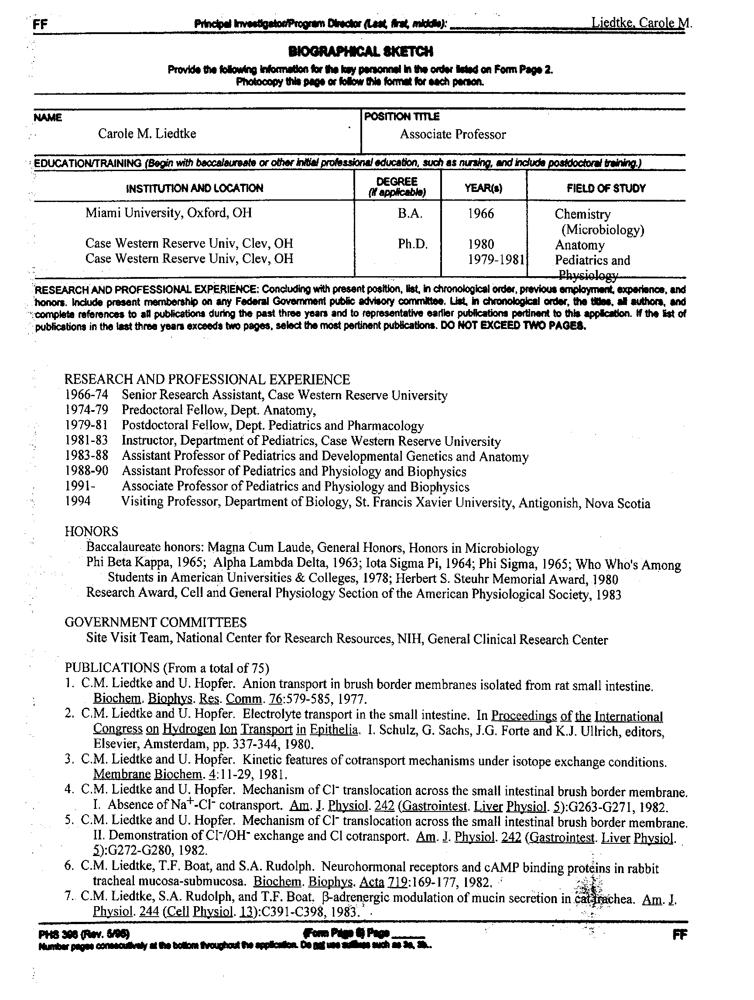 FF Principal Investigator/Program Director (Last, first, middle): Liedtke, Carole M.
BIOGRAPHICAL SKETCH
Provide the following information for the key personnel in the order listed on Form Page 2.
Photocopy this page or follow this format for each person.
NAME POSITION TITLE
Carole M. Liedtke Associate Professor
EDUCATION/TRAINING (Begin with baccalaureate or other initial professional education, such as nursing, and include postdoctoral training.)
INSTITUTION AND LOCATION DEGREE (if applicable) YEAR(s) FIELD OF STUDY
Miami University, Oxford, OH B.A. 1966 Chemistry
(Microbiology)
Case Western Reserve Univ, Clev, OH Ph.D. 1980 Anatomy
Case Western Reserve Univ, Clev, OH 1979-1981 Pediatrics and
Physiology
RESEARCH AND PROFESSIONAL EXPERIENCE: Concluding with present position, list, in chronological order, previous employment, experience, and
honors. Include present membership on any Federal Government public advisory committee. List, in chronological order, the titles, all authors, and
complete references to all publications during the past three years and to representative earlier publications pertinent to this application. If the list of
publications in the last three years exceeds two pages, select the most pertinent publications. DO NOT EXCEED TWO PAGES.
RESEARCH AND PROFESSIONAL EXPERIENCE
1966-74 Senior Research Assistant, Case Western Reserve University
1974-79 Predoctoral Fellow, Dept. Anatomy,
1979-81 Postdoctoral Fellow, Dept. Pediatrics and Pharmacology
1981-83 Instructor, Department of Pediatrics, Case Western Reserve University
1983-88 Assistant Professor of Pediatrics and Developmental Genetics and Anatomy
1988-90 Assistant Professor of Pediatrics and Physiology and Biophysics
1991- Associate Professor of Pediatrics and Physiology and Biophysics
1994 Visiting Professor, Department of Biology, St. Francis Xavier University, Antigonish, Nova Scotia
HONORS
Baccalaureate honors: Magna Cum Laude, General Honors, Honors in Microbiology
Phi Beta Kappa, 1965; Alpha Lambda Delta, 1963; Iota Sigma Pi, 1964; Phi Sigma, 1965; Who Who's Among
Students in American Universities & Colleges, 1978; Herbert S. Steuhr Memorial Award, 1980
Research Award, Cell and General Physiology Section of the American Physiological Society, 1983
GOVERNMENT COMMITTEES
Site Visit Team, National Center for Research Resources, NIH, General Clinical Research Center
PUBLICATIONS (From a total of 75)
1. C.M. Liedtke and U. Hopfer. Anion transport in brush border membranes isolated from rat small intestine.
Biochem. Biophys. Res. Comm. 76:579-585, 1977.
2. C.M. Liedtke and U. Hopfer. Electrolyte transport in the small intestine. In Proceedings of the International
Congress on Hydrogen Ion Transport in Epithelia. I. Schulz, G. Sachs, J.G. Forte and K.J. Ullrich, editors,
Elsevier, Amsterdam, pp. 337-344, 1980.
3. C.M. Liedtke and U. Hopfer. Kinetic features of cotransport mechanisms under isotope exchange conditions.
Membrane Biochem. 4:11-29, 1981.
4. C.M. Liedtke and U. Hopfer. Mechanism of Cl⁻ translocation across the small intestinal brush border membrane.
I. Absence of Na⁺-Cl⁻ cotransport. Am. J. Physiol. 242 (Gastrointest. Liver Physiol. 5):G263-G271, 1982.
5. C.M. Liedtke and U. Hopfer. Mechanism of Cl⁻ translocation across the small intestinal brush border membrane.
II. Demonstration of Cl⁻/OH⁻ exchange and Cl cotransport. Am. J. Physiol. 242 (Gastrointest. Liver Physiol.
5):G272-G280, 1982.
6. C.M. Liedtke, T.F. Boat, and S.A. Rudolph. Neurohormonal receptors and cAMP binding proteins in rabbit
tracheal mucosa-submucosa. Biochem. Biophys. Acta 719:169-177, 1982.
7. C.M. Liedtke, S.A. Rudolph, and T.F. Boat. β-adrenergic modulation of mucin secretion in cat trachea. Am. J.
Physiol. 244 (Cell Physiol. 13):C391-C398, 1983.
PHS 398 (Rev. 5/95) (Form Page 6) Page FF
Number pages consecutively at the bottom throughout the application. Do not use suffixes such as 3a, 3b.